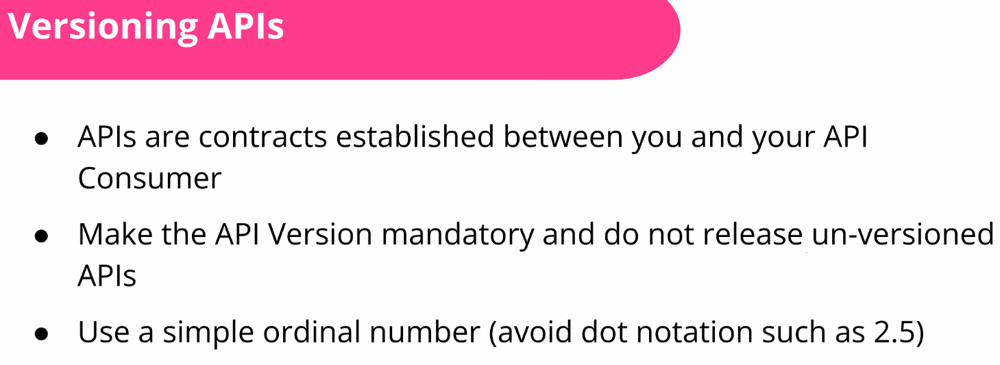 Versioning APIs
● APIs are contracts established between you and your API
Consumer
● Make the API Version mandatory and do not release un-versioned
APIs
● Use a simple ordinal number (avoid dot notation such as 2.5)